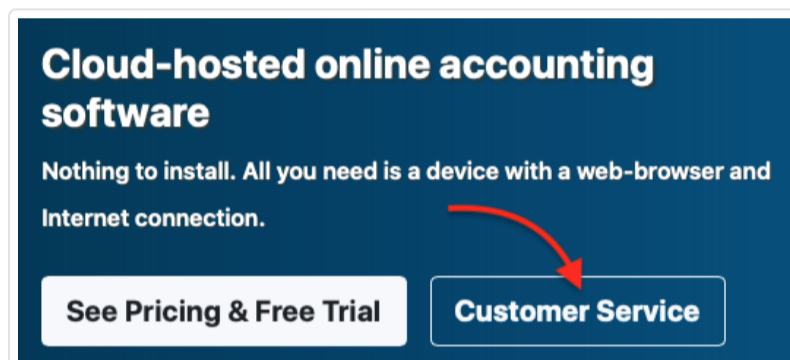 Cloud-hosted online accounting
software
Nothing to install. All you need is a device with a web-browser and
Internet connection.
See Pricing & Free Trial
Customer Service